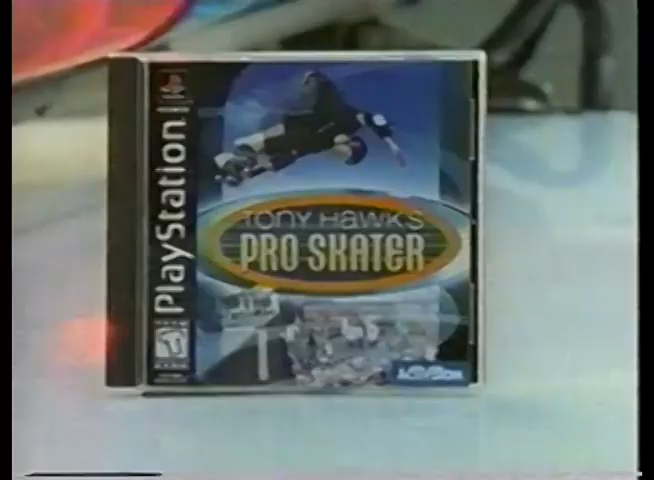 PlayStation
TONY HAWK'S
PRO SKATER
T
ACTIVISION